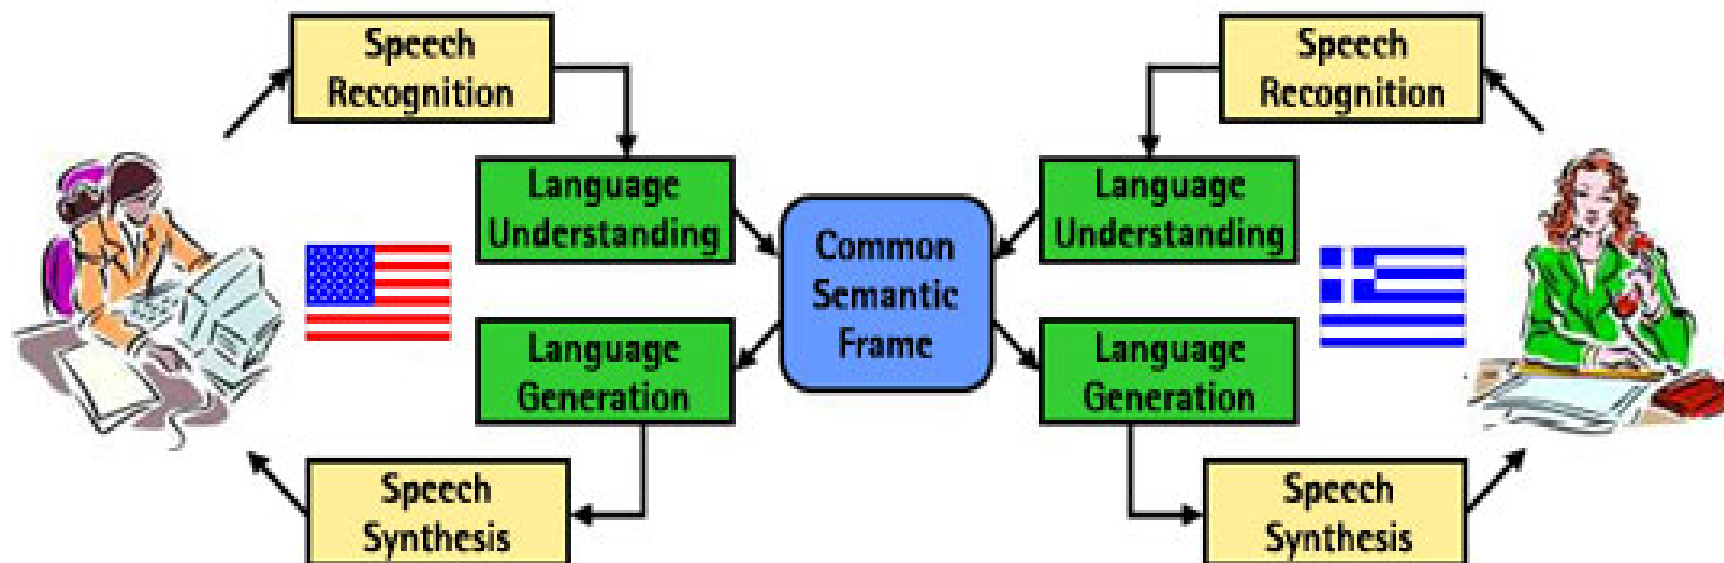 Speech
Recognition
Speech
Recognition
Language
Understanding
Language
Understanding
Common
Semantic
Frame
Language
Generation
Language
Generation
Speech
Synthesis
Speech
Synthesis